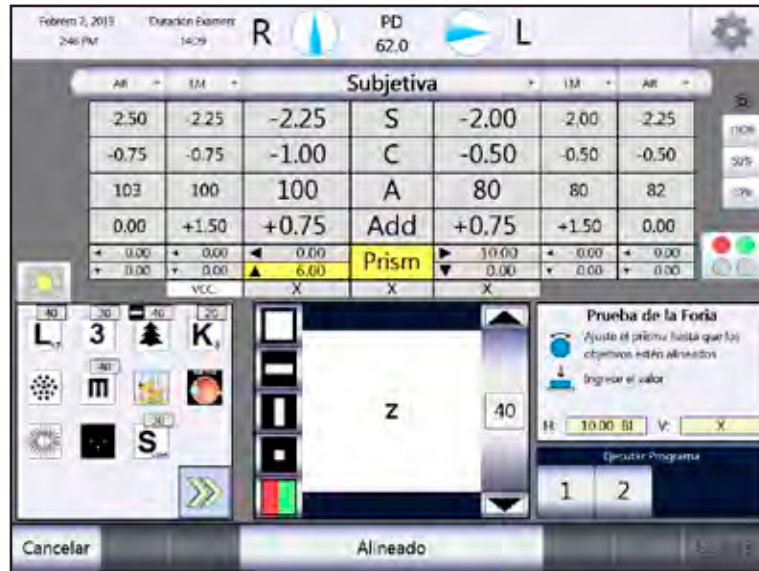 Febrero 7, 2013 Duración Examen:
2:46 PM 14:29
R PD L
62.0
AR LM Subjetiva LM AR
-2.50 -2.25 -2.25 S -2.00 -2.00 -2.25
-0.75 -0.75 -1.00 C -0.50 -0.50 -0.50
103 100 100 A 80 80 82
0.00 +1.50 +0.75 Add +0.75 +1.50 0.00
0.00 0.00 0.00 Prism 10.00 0.00 0.00
0.00 0.00 6.00 0.00 0.00 0.00
VCC X X X
100%
50%
40 30 40 20
L 3 K
40
m
S
Z
40
Prueba de la Foria
Ajuste el prisma hasta que los
objetivos estén alineados
Ingrese el valor
H: 10.00 BI V: X
Ejecutar Programa
1 2
Cancelar Alineado